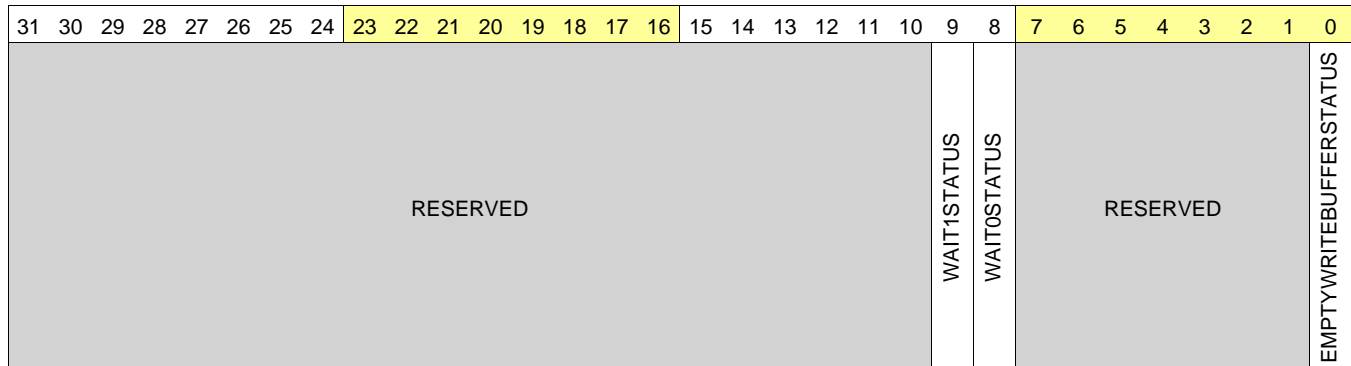 31 30 29 28 27 26 25 24 23 22 21 20 19 18 17 16 15 14 13 12 11 10 9 8 7 6 5 4 3 2 1 0
RESERVED
WAIT1STATUS
WAIT0STATUS
RESERVED
EMPTYWRITEBUFFERSTATUS